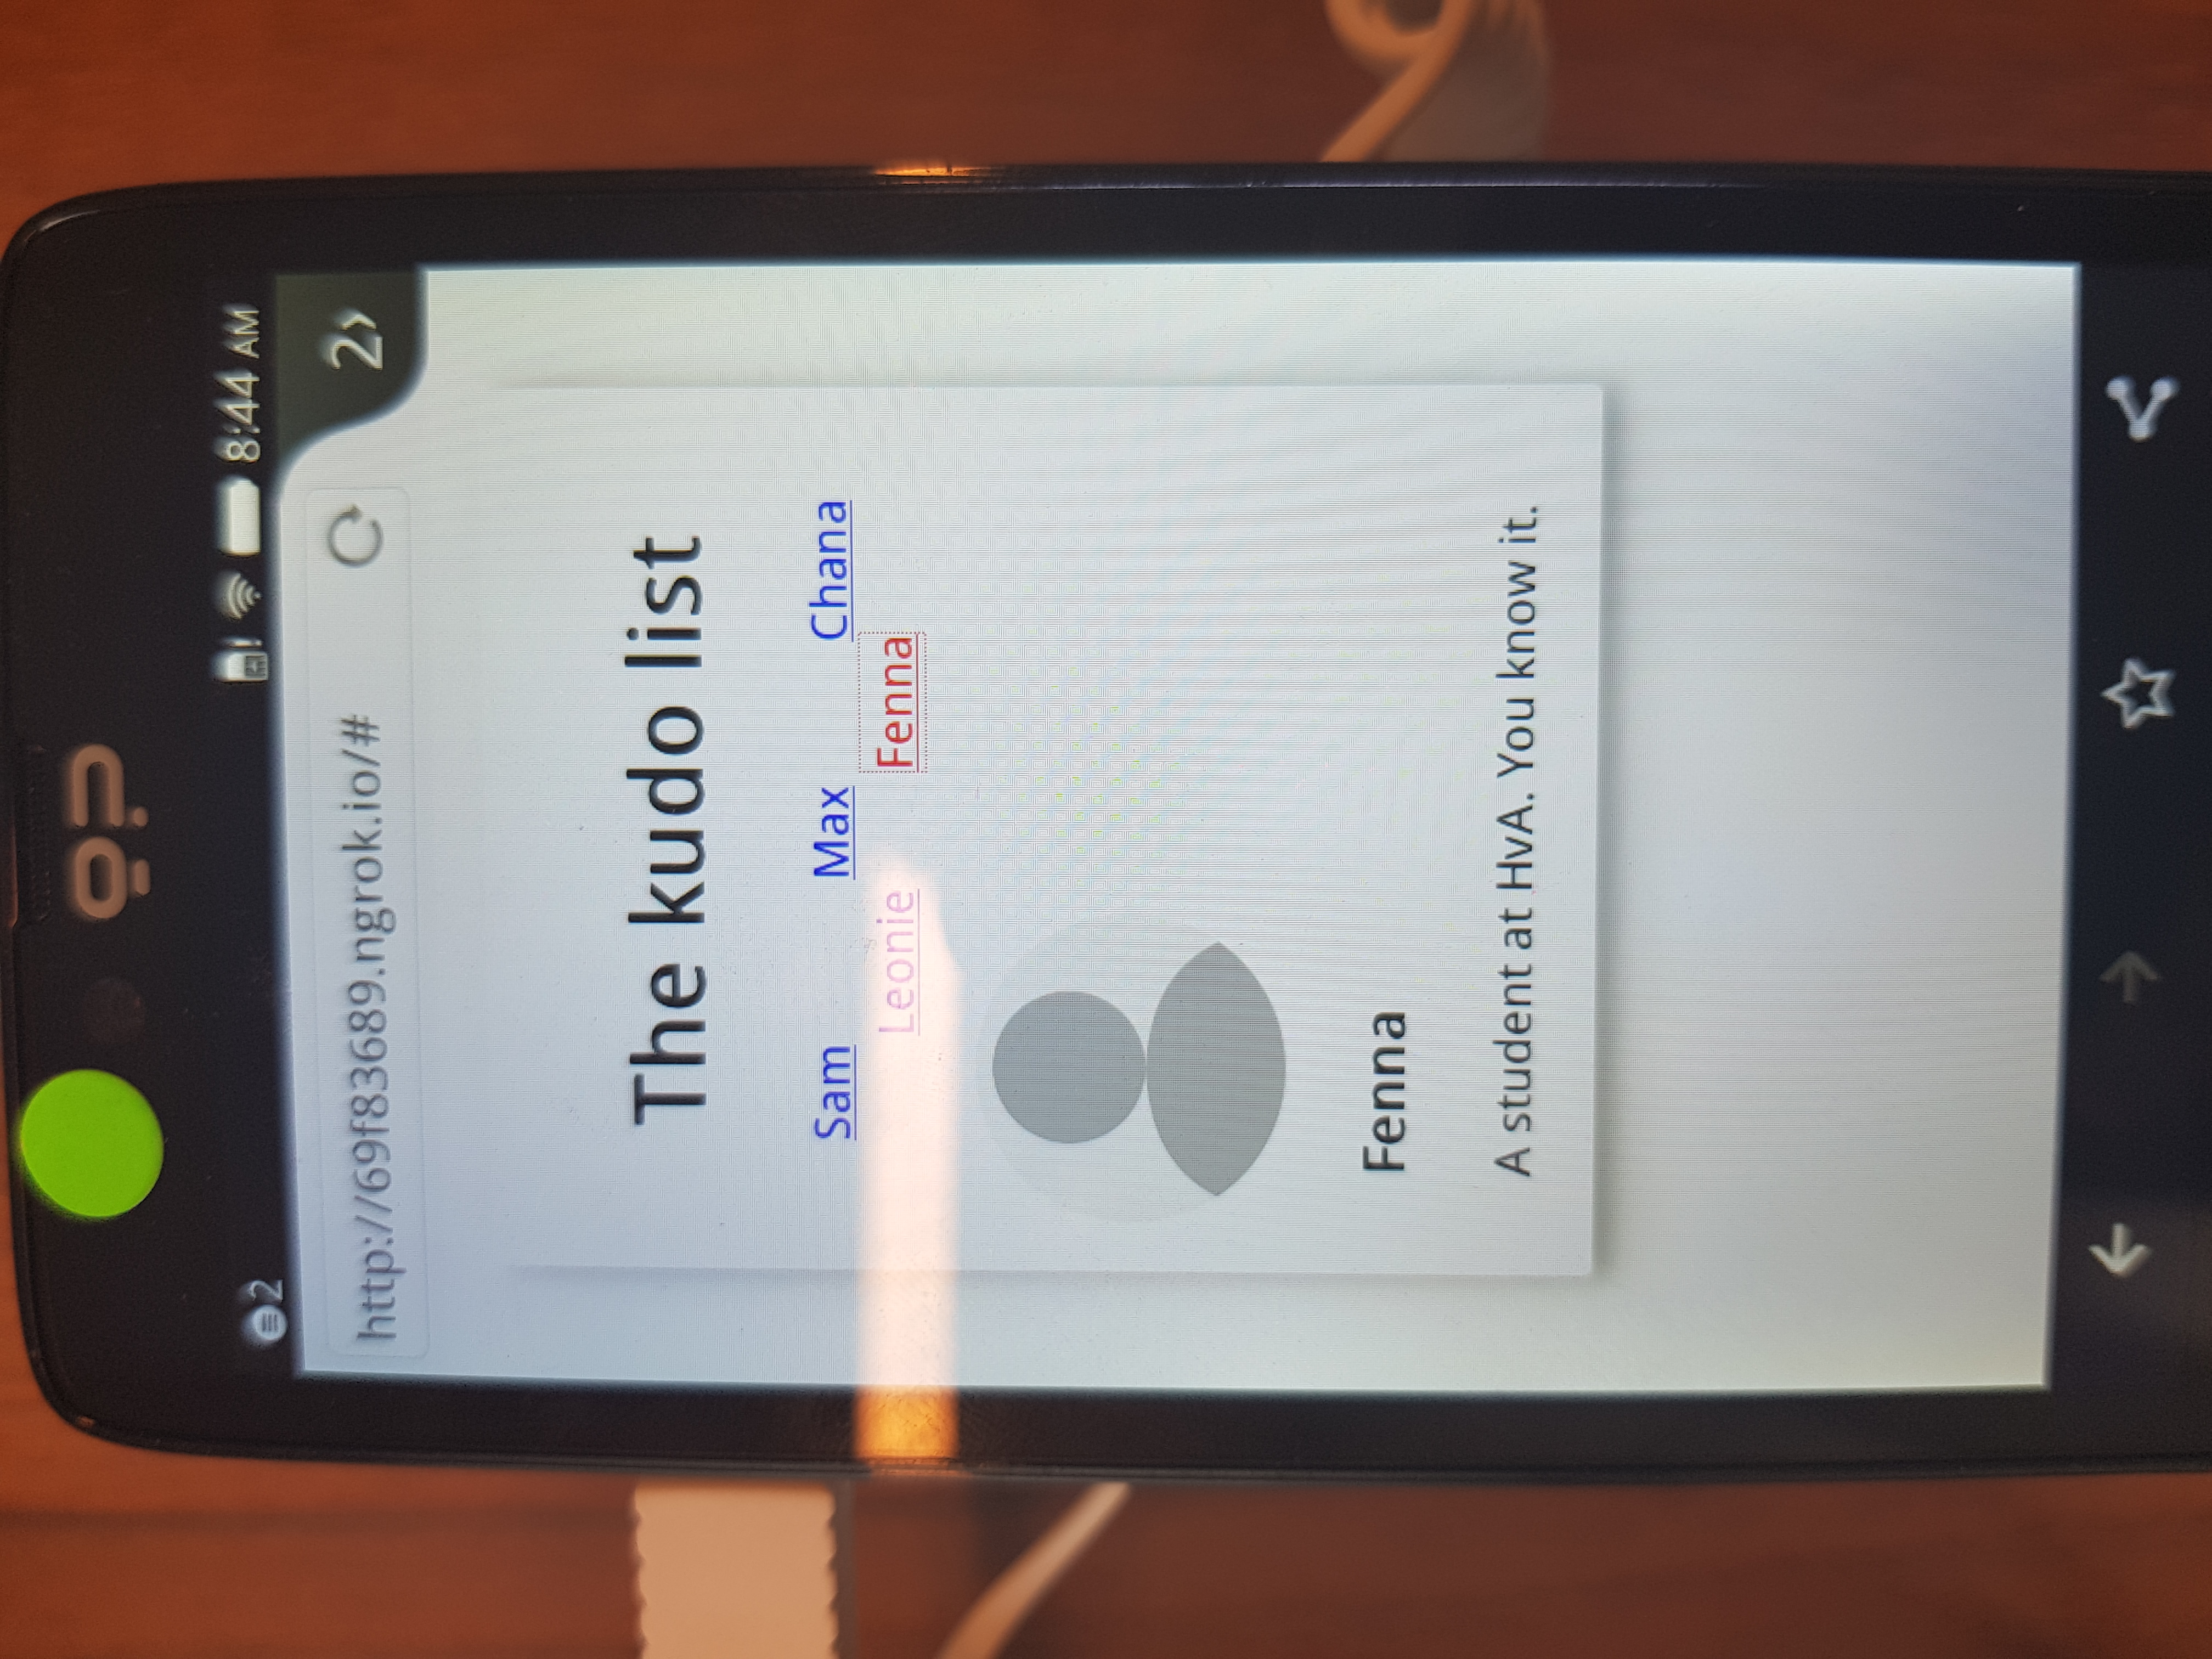 2 8:44 AM
http://69f83689.ngrok.io/#
2›
The kudo list
Sam Max Chana
Leonie Fenna
Fenna
A student at HvA. You know it.